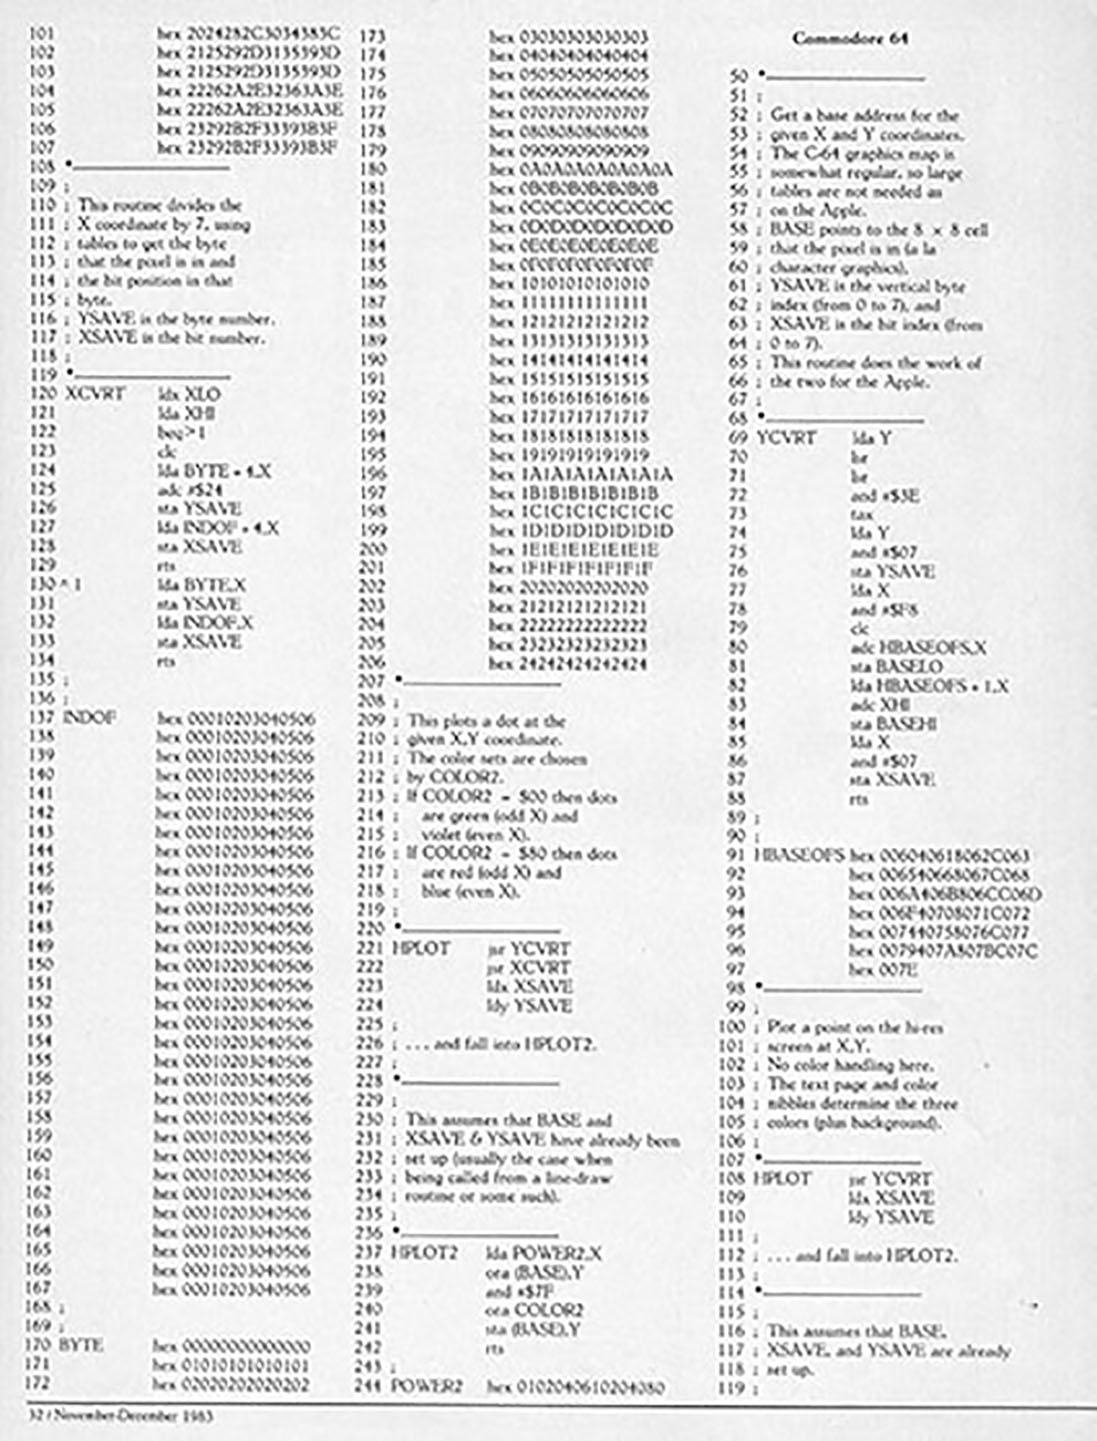 101 hex 2024282C3034383C
102 hex 2125292D3135393D
103 hex 2125292D3135393D
104 hex 22262A2E32363A3E
105 hex 22262A2E32363A3E
106 hex 23292B2F33393B3F
107 hex 23292B2F33393B3F
108 *
109 ;
110 ; This routine divides the
111 ; X coordinate by 7, using
112 ; tables to get the byte
113 ; that the pixel is in and
114 ; the bit position in that
115 ; byte.
116 ; YSAVE is the byte number.
117 ; XSAVE is the bit number.
118 ;
119 *
120 XCVRT ldx XLO
121 lda XHI
122 beq > 1
123 clc
124 lda BYTE + 4,X
125 adc #$24
126 sta YSAVE
127 lda INDOF + 4,X
128 sta XSAVE
129 rts
130 ^ 1 lda BYTE,X
131 sta YSAVE
132 lda INDOF,X
133 sta XSAVE
134 rts
135 ;
136 ;
137 INDOF hex 00010203040506
138 hex 00010203040506
139 hex 00010203040506
140 hex 00010203040506
141 hex 00010203040506
142 hex 00010203040506
143 hex 00010203040506
144 hex 00010203040506
145 hex 00010203040506
146 hex 00010203040506
147 hex 00010203040506
148 hex 00010203040506
149 hex 00010203040506
150 hex 00010203040506
151 hex 00010203040506
152 hex 00010203040506
153 hex 00010203040506
154 hex 00010203040506
155 hex 00010203040506
156 hex 00010203040506
157 hex 00010203040506
158 hex 00010203040506
159 hex 00010203040506
160 hex 00010203040506
161 hex 00010203040506
162 hex 00010203040506
163 hex 00010203040506
164 hex 00010203040506
165 hex 00010203040506
166 hex 00010203040506
167 hex 00010203040506
168 ;
169 ;
170 BYTE hex 00000000000000
171 hex 01010101010101
172 hex 02020202020202
173 hex 03030303030303
174 hex 04040404040404
175 hex 05050505050505
176 hex 06060606060606
177 hex 07070707070707
178 hex 08080808080808
179 hex 09090909090909
180 hex 0A0A0A0A0A0A0A
181 hex 0B0B0B0B0B0B0B
182 hex 0C0C0C0C0C0C0C
183 hex 0D0D0D0D0D0D0D
184 hex 0E0E0E0E0E0E0E
185 hex 0F0F0F0F0F0F0F
186 hex 10101010101010
187 hex 11111111111111
188 hex 12121212121212
189 hex 13131313131313
190 hex 14141414141414
191 hex 15151515151515
192 hex 16161616161616
193 hex 17171717171717
194 hex 18181818181818
195 hex 19191919191919
196 hex 1A1A1A1A1A1A1A
197 hex 1B1B1B1B1B1B1B
198 hex 1C1C1C1C1C1C1C
199 hex 1D1D1D1D1D1D1D
200 hex 1E1E1E1E1E1E1E
201 hex 1F1F1F1F1F1F1F
202 hex 20202020202020
203 hex 21212121212121
204 hex 22222222222222
205 hex 23232323232323
206 hex 24242424242424
207 *
208 ;
209 ; This plots a dot at the
210 ; given X,Y coordinate.
211 ; The color sets are chosen
212 ; by COLOR2.
213 ; If COLOR2 = $00 then dots
214 ; are green (odd X) and
215 ; violet (even X).
216 ; If COLOR2 = $80 then dots
217 ; are red (odd X) and
218 ; blue (even X).
219 ;
220 *
221 HPLOT jsr YCVRT
222 jsr XCVRT
223 ldx XSAVE
224 ldy YSAVE
225 ;
226 ; . . . and fall into HPLOT2.
227 ;
228 *
229 ;
230 ; This assumes that BASE and
231 ; XSAVE & YSAVE have already been
232 ; set up (usually the case when
233 ; being called from a line-draw
234 ; routine or some such).
235 ;
236 *
237 HPLOT2 lda POWER2,X
238 ora (BASE),Y
239 and #$7F
240 ora COLOR2
241 sta (BASE),Y
242 rts
243 ;
244 POWER2 hex 0102040810204080
Commodore 64
50 *
51 ;
52 ; Get a base address for the
53 ; given X and Y coordinates.
54 ; The C-64 graphics map is
55 ; somewhat regular, so large
56 ; tables are not needed as
57 ; on the Apple.
58 ; BASE points to the 8 × 8 cell
59 ; that the pixel is in (a la
60 ; character graphics).
61 ; YSAVE is the vertical byte
62 ; index (from 0 to 7), and
63 ; XSAVE is the bit index (from
64 ; 0 to 7).
65 ; This routine does the work of
66 ; the two for the Apple.
67 ;
68 *
69 YCVRT lda Y
70 lsr
71 lsr
72 and #$3E
73 tax
74 lda Y
75 and #$07
76 sta YSAVE
77 lda X
78 and #$F8
79 clc
80 adc HBASEOFS,X
81 sta BASELO
82 lda HBASEOFS + 1,X
83 adc XHI
84 sta BASEHI
85 lda X
86 and #$07
87 sta XSAVE
88 rts
89 ;
90 ;
91 HBASEOFS hex 006040618062C063
92 hex 006540668067C068
93 hex 006A406B806CC06D
94 hex 006F40708071C072
95 hex 007440758076C077
96 hex 0079407A807BC07C
97 hex 007E
98 *
99 ;
100 ; Plot a point on the hi-res
101 ; screen at X,Y.
102 ; No color handling here.
103 ; The text page and color
104 ; nibbles determine the three
105 ; colors (plus background).
106 ;
107 *
108 HPLOT jsr YCVRT
109 ldx XSAVE
110 ldy YSAVE
111 ;
112 ; . . . and fall into HPLOT2.
113 ;
114 *
115 ;
116 ; This assumes that BASE,
117 ; XSAVE, and YSAVE are already
118 ; set up.
119 ;
32 / November-December 1983